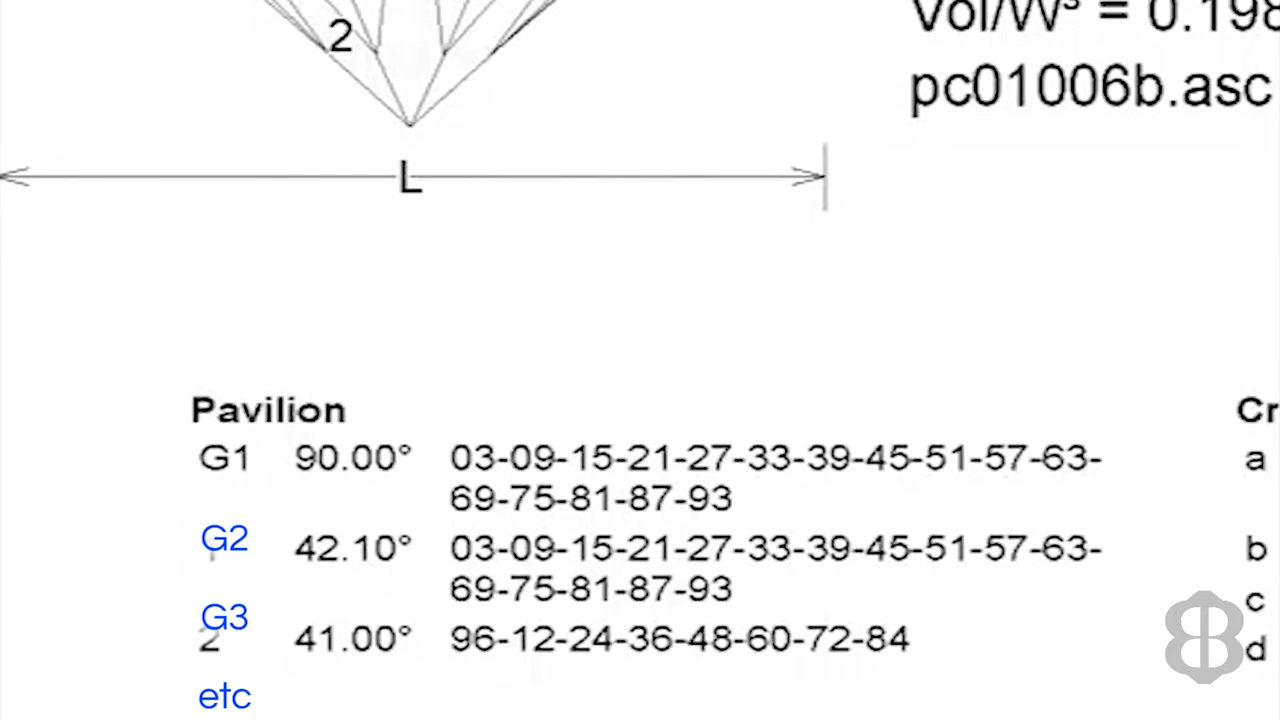 2
Vol/W³ = 0.198
pc01006b.asc
L
Pavilion
G1 90.00° 03-09-15-21-27-33-39-45-51-57-63-
69-75-81-87-93
G2
42.10° 03-09-15-21-27-33-39-45-51-57-63-
69-75-81-87-93
G3
2 41.00° 96-12-24-36-48-60-72-84
etc
Cr
a
b
c
d